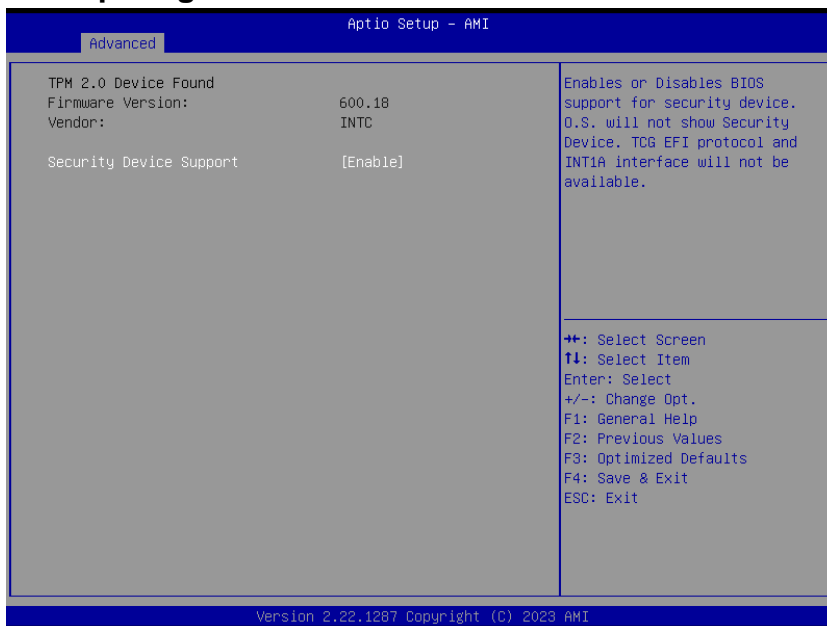 Aptio Setup – AMI
Advanced
TPM 2.0 Device Found
Firmware Version: 600.18
Vendor: INTC
Security Device Support [Enable]
Enables or Disables BIOS
support for security device.
O.S. will not show Security
Device. TCG EFI protocol and
INT1A interface will not be
available.
→←: Select Screen
↑↓: Select Item
Enter: Select
+/-: Change Opt.
F1: General Help
F2: Previous Values
F3: Optimized Defaults
F4: Save & Exit
ESC: Exit
Version 2.22.1287 Copyright (C) 2023 AMI